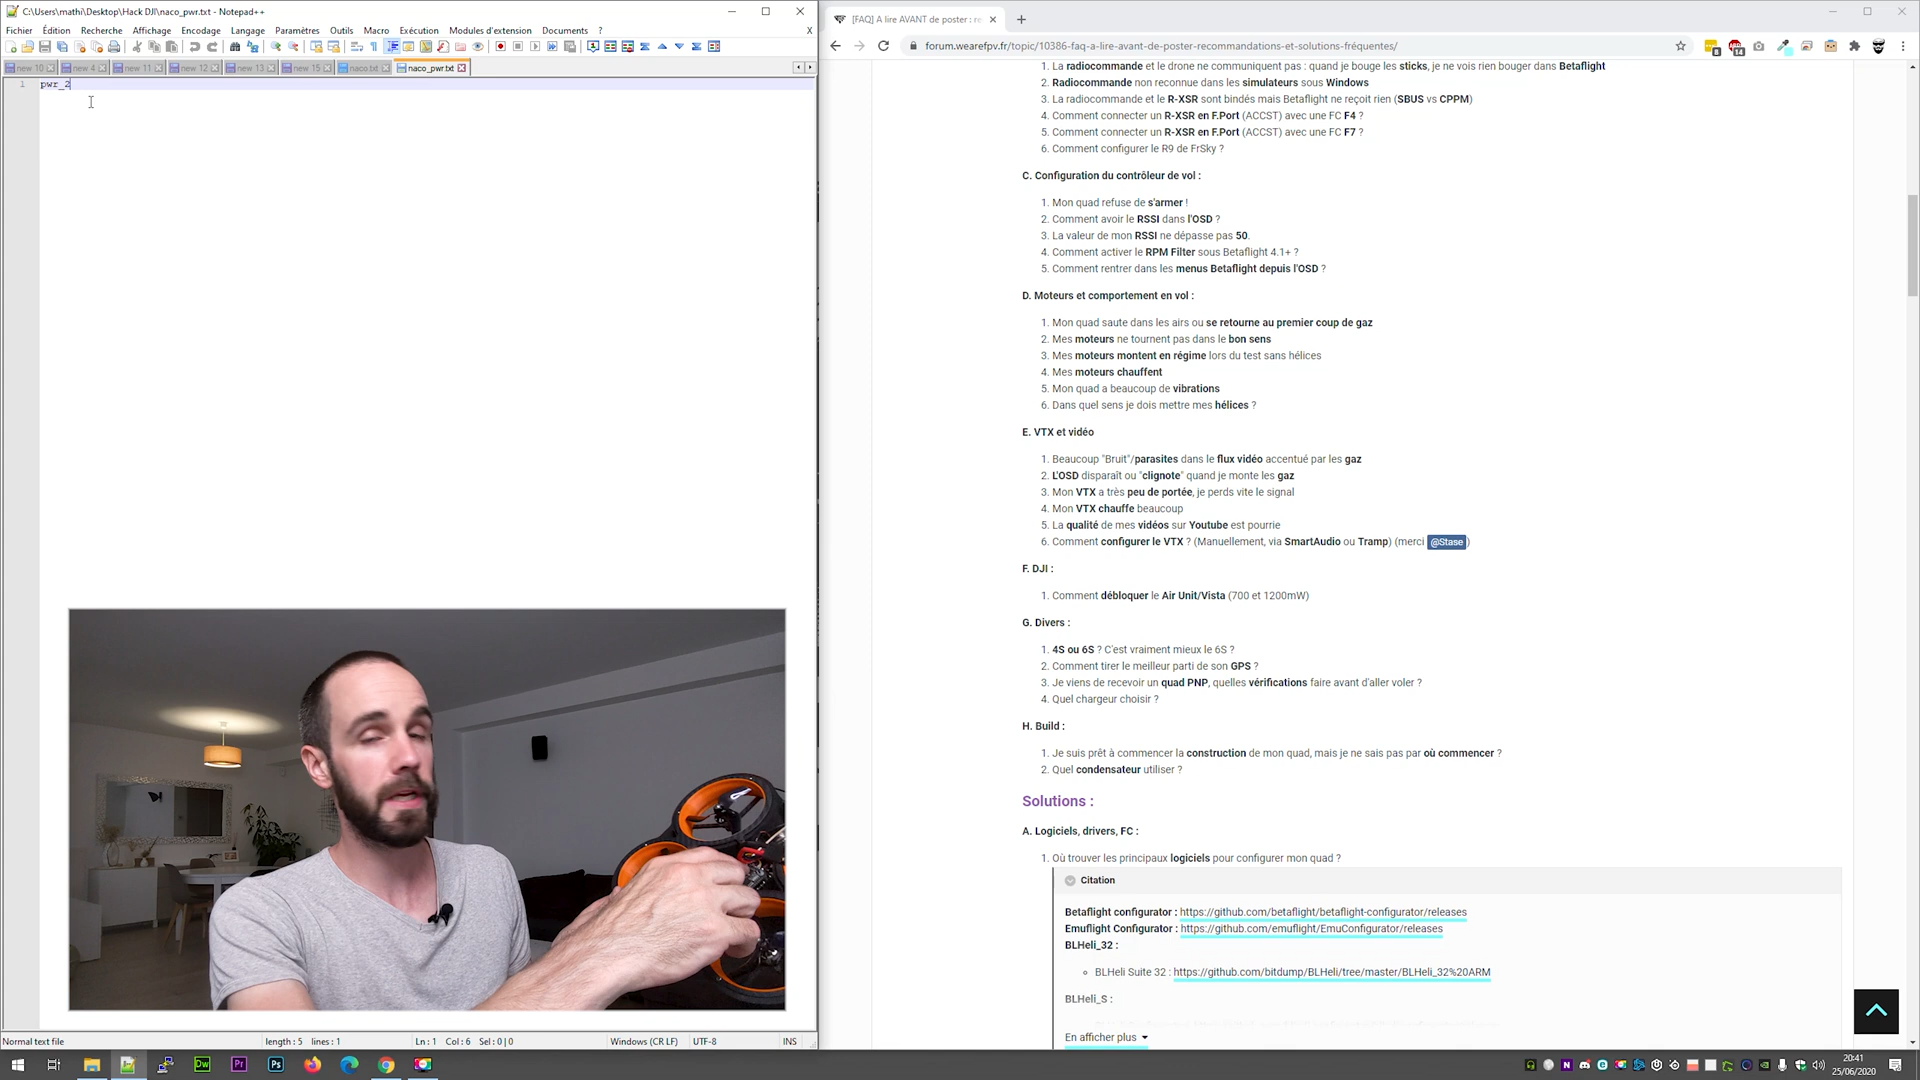 C:\Users\mathi\Desktop\Hack DJI\naco_pwr.txt - Notepad++
Fichier Édition Recherche Affichage Encodage Langage Paramètres Outils Macro Exécution Modules d'extension Documents ? X
new 10 new 4 new 11 new 12 new 13 new 15 naco.txt naco_pwr.txt
1 pwr_2
Normal text file length : 5 lines : 1 Ln : 1 Col : 6 Sel : 0 | 0 Windows (CR LF) UTF-8 INS
[FAQ] A lire AVANT de poster : re
forum.wearefpv.fr/topic/10386-faq-a-lire-avant-de-poster-recommandations-et-solutions-fréquentes/
1. La radiocommande et le drone ne communiquent pas : quand je bouge les sticks, je ne vois rien bouger dans Betaflight
2. Radiocommande non reconnue dans les simulateurs sous Windows
3. La radiocommande et le R-XSR sont bindés mais Betaflight ne reçoit rien (SBUS vs CPPM)
4. Comment connecter un R-XSR en F.Port (ACCST) avec une FC F4 ?
5. Comment connecter un R-XSR en F.Port (ACCST) avec une FC F7 ?
6. Comment configurer le R9 de FrSky ?
C. Configuration du contrôleur de vol :
1. Mon quad refuse de s'armer !
2. Comment avoir le RSSI dans l'OSD ?
3. La valeur de mon RSSI ne dépasse pas 50.
4. Comment activer le RPM Filter sous Betaflight 4.1+ ?
5. Comment rentrer dans les menus Betaflight depuis l'OSD ?
D. Moteurs et comportement en vol :
1. Mon quad saute dans les airs ou se retourne au premier coup de gaz
2. Mes moteurs ne tournent pas dans le bon sens
3. Mes moteurs montent en régime lors du test sans hélices
4. Mes moteurs chauffent
5. Mon quad a beaucoup de vibrations
6. Dans quel sens je dois mettre mes hélices ?
E. VTX et vidéo
1. Beaucoup "Bruit"/parasites dans le flux vidéo accentué par les gaz
2. L'OSD disparaît ou "clignote" quand je monte les gaz
3. Mon VTX a très peu de portée, je perds vite le signal
4. Mon VTX chauffe beaucoup
5. La qualité de mes vidéos sur Youtube est pourrie
6. Comment configurer le VTX ? (Manuellement, via SmartAudio ou Tramp) (merci @Stase )
F. DJI :
1. Comment débloquer le Air Unit/Vista (700 et 1200mW)
G. Divers :
1. 4S ou 6S ? C'est vraiment mieux le 6S ?
2. Comment tirer le meilleur parti de son GPS ?
3. Je viens de recevoir un quad PNP, quelles vérifications faire avant d'aller voler ?
4. Quel chargeur choisir ?
H. Build :
1. Je suis prêt à commencer la construction de mon quad, mais je ne sais pas par où commencer ?
2. Quel condensateur utiliser ?
Solutions :
A. Logiciels, drivers, FC :
1. Où trouver les principaux logiciels pour configurer mon quad ?
Citation
Betaflight configurator : https://github.com/betaflight/betaflight-configurator/releases
Emuflight Configurator : https://github.com/emuflight/EmuConfigurator/releases
BLHeli_32 :
BLHeli Suite 32 : https://github.com/bitdump/BLHeli/tree/master/BLHeli_32%20ARM
BLHeli_S :
En afficher plus
Dw Pr Ps
20:41
25/06/2020